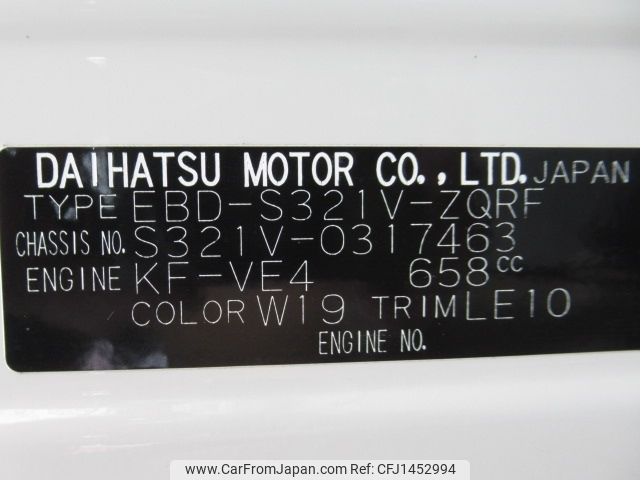 DAIHATSU MOTOR CO., LTD. JAPAN
TYPE EBD-S321V-ZQRF
CHASSIS NO. S321V-0317463
ENGINE KF-VE4 658cc
COLOR W19 TRIM LE10
ENGINE NO.
www.CarFromJapan.com CFJ1452994